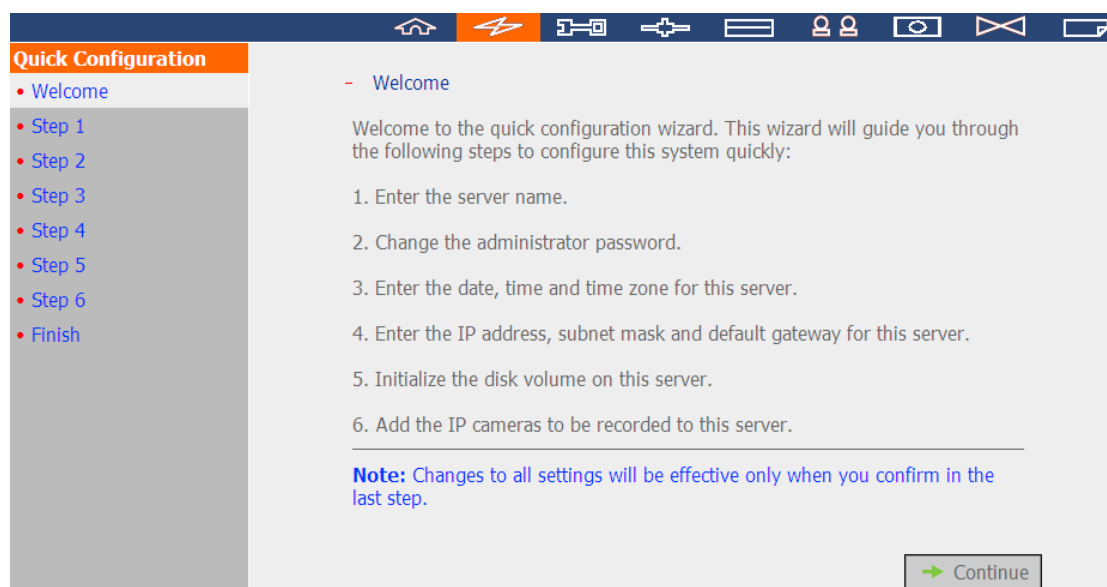 Quick Configuration
• Welcome
• Step 1
• Step 2
• Step 3
• Step 4
• Step 5
• Step 6
• Finish
- Welcome
Welcome to the quick configuration wizard. This wizard will guide you through
the following steps to configure this system quickly:
1. Enter the server name.
2. Change the administrator password.
3. Enter the date, time and time zone for this server.
4. Enter the IP address, subnet mask and default gateway for this server.
5. Initialize the disk volume on this server.
6. Add the IP cameras to be recorded to this server.
Note: Changes to all settings will be effective only when you confirm in the
last step.
Continue